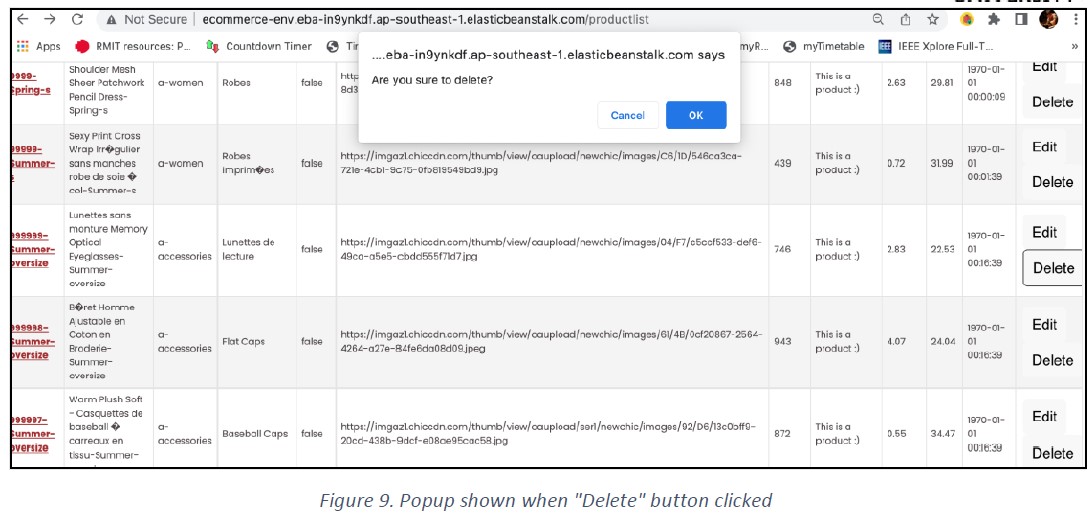 Not Secure | ecommerce-env.eba-in9ynkdf.ap-southeast-1.elasticbeanstalk.com/productlist
Apps RMIT resources: P... Countdown Timer myR... myTimetable IEEE Xplore Full-T... »
....eba-in9ynkdf.ap-southeast-1.elasticbeanstalk.com says
Are you sure to delete?
Cancel OK
Shoulder Mesh
Sheer Patchwork
Pencil Dress-
Spring-s
a-women
Robes
false
848
This is a
product :)
2.63
29.81
1970-01-
01
00:00:09
Edit
Delete
Sexy Print Cross
Wrap Irr�gulier
sans manches
robe de soie �
col-Summer-s
a-women
Robes
imprim�es
false
https://imgaz1.chiccdn.com/thumb/view/oaupload/newchic/images/C6/1D/546ca3ca-
721e-4cb1-9c75-0fb819549bd9.jpg
439
This is a
product :)
0.72
31.99
1970-01-
01
00:01:39
Edit
Delete
999999-
Summer-
oversize
Lunettes sans
monture Memory
Optical
Eyeglasses-
Summer-
oversize
a-
accessories
Lunettes de
lecture
false
https://imgaz1.chiccdn.com/thumb/view/oaupload/newchic/images/04/F7/c5ccf533-def6-
49ca-a5e5-cbdd555f71d7.jpg
746
This is a
product :)
2.83
22.53
1970-01-
01
00:16:39
Edit
Delete
999998-
Summer-
oversize
B�ret Homme
Ajustable en
Coton en
Broderie-
Summer-
oversize
a-
accessories
Flat Caps
false
https://imgaz1.chiccdn.com/thumb/view/oaupload/newchic/images/61/4B/0cf20867-2564-
4264-a27e-84fe6da08d09.jpeg
943
This is a
product :)
4.07
24.04
1970-01-
01
00:16:39
Edit
Delete
999997-
Summer-
oversize
Warm Plush Soft
- Casquettes de
baseball �
carreaux en
tissu-Summer-
a-
accessories
Baseball Caps
false
https://imgaz1.chiccdn.com/thumb/view/oaupload/ser1/newchic/images/92/D6/13c0bff9-
20cd-438b-9dcf-e08ce95cac58.jpg
872
This is a
product :)
0.55
34.47
1970-01-
01
00:16:39
Edit
Delete
Figure 9. Popup shown when "Delete" button clicked